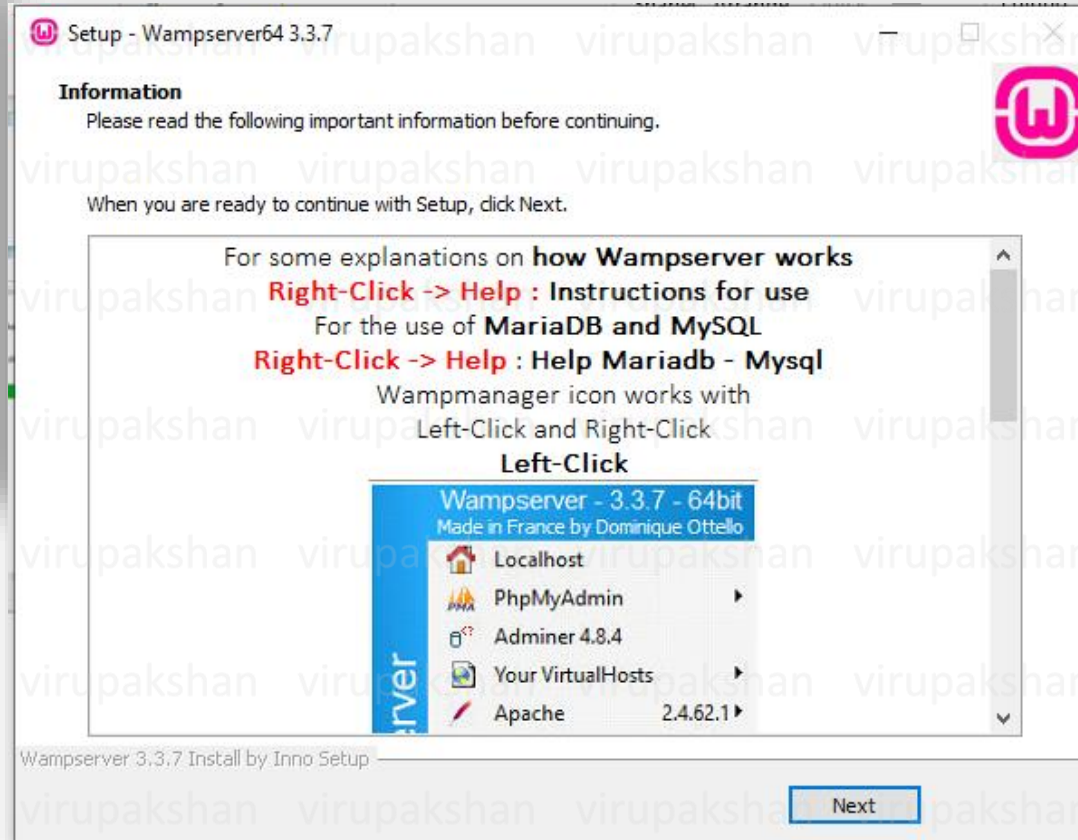 Setup - Wampserver64 3.3.7
Information
Please read the following important information before continuing.
When you are ready to continue with Setup, click Next.
For some explanations on how Wampserver works
Right-Click -> Help : Instructions for use
For the use of MariaDB and MySQL
Right-Click -> Help : Help Mariadb - Mysql
Wampmanager icon works with
Left-Click and Right-Click
Left-Click
Wampserver - 3.3.7 - 64bit
Made in France by Dominique Ottello
Localhost
PhpMyAdmin
Adminer 4.8.4
Your VirtualHosts
Apache 2.4.62.1
Wampserver 3.3.7 Install by Inno Setup
Next
virupakshan